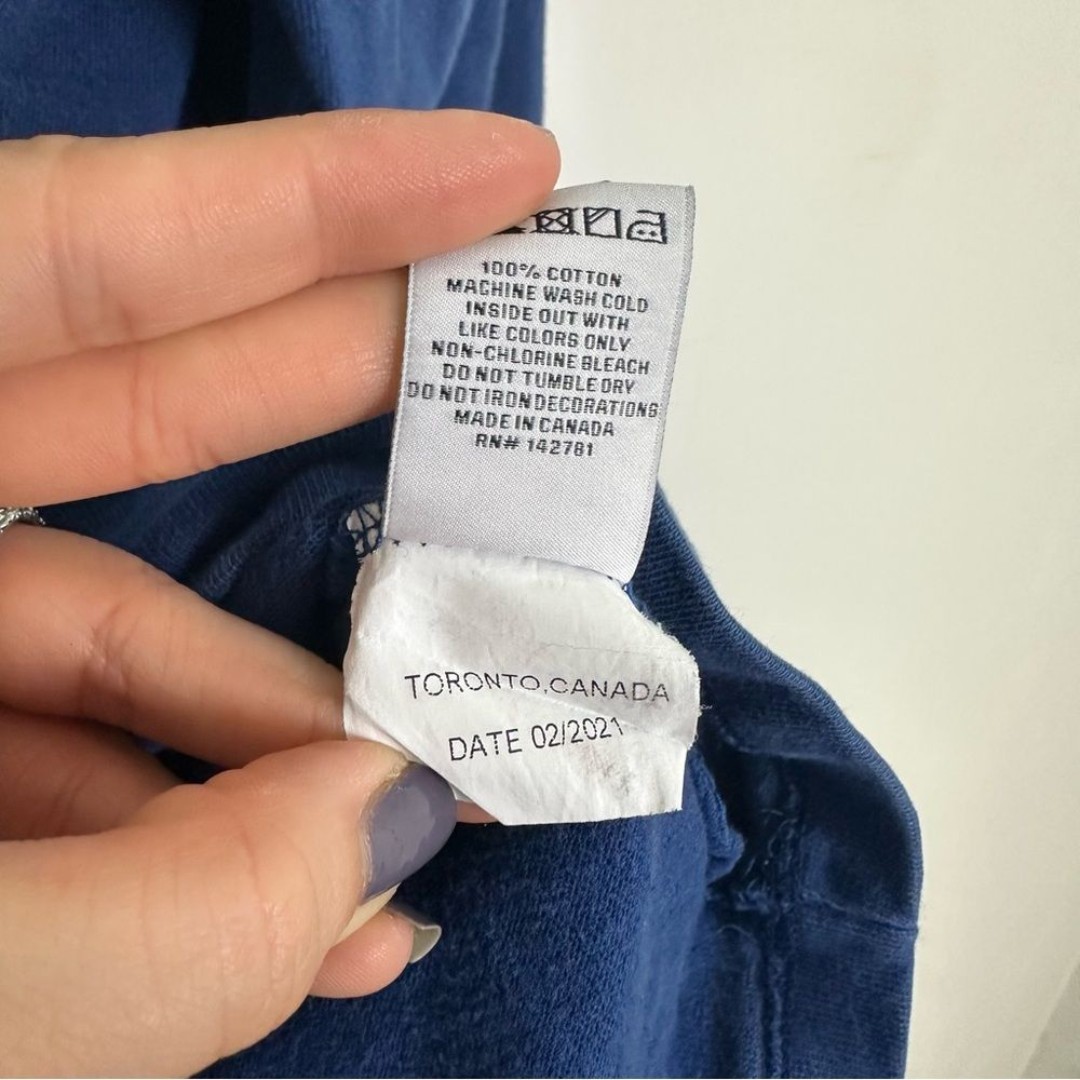 100% COTTON
MACHINE WASH COLD
INSIDE OUT WITH
LIKE COLORS ONLY
NON-CHLORINE BLEACH
DO NOT TUMBLE DRY
DO NOT IRON DECORATIONS
MADE IN CANADA
RN# 142781
TORONTO, CANADA
DATE 02/2021